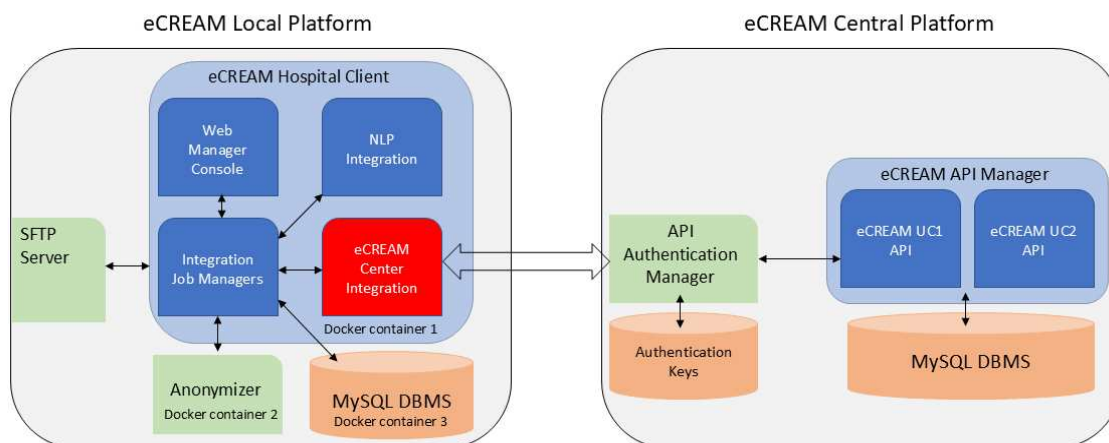 eCREAM Local Platform
eCREAM Hospital Client
Web
Manager
Console
NLP
Integration
SFTP
Server
Integration
Job Managers
eCREAM
Center
Integration
Docker container 1
Anonymizer
Docker container 2
MySQL DBMS
Docker container 3
eCREAM Central Platform
eCREAM API Manager
eCREAM UC1
API
eCREAM UC2
API
API
Authentication
Manager
Authentication
Keys
MySQL DBMS